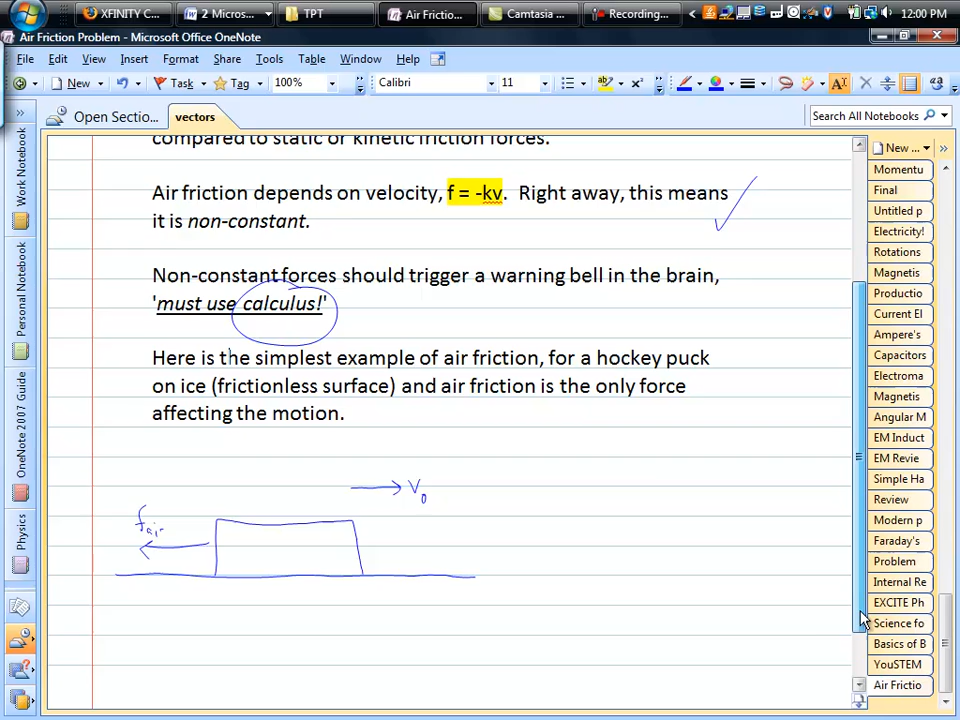 XFINITY C... 2 Micros... TPT Air Frictio... Camtasia ... Recording... 12:00 PM
Air Friction Problem - Microsoft Office OneNote
File Edit View Insert Format Share Tools Table Window Help
New Task Tag 100% Calibri 11
Open Sectio... vectors Search All Notebooks
compared to static or kinetic friction forces.
Air friction depends on velocity, f = -kv. Right away, this means
it is non-constant.
Non-constant forces should trigger a warning bell in the brain,
'must use calculus!'
Here is the simplest example of air friction, for a hockey puck
on ice (frictionless surface) and air friction is the only force
affecting the motion.
v0
fair
Work Notebook
Personal Notebook
OneNote 2007 Guide
Physics
New ...
Momentu
Final
Untitled p
Electricity!
Rotations
Magnetis
Productio
Current El
Ampere's
Capacitors
Electroma
Magnetis
Angular M
EM Induct
EM Revie
Simple Ha
Review
Modern p
Faraday's
Problem
Internal Re
EXCITE Ph
Science fo
Basics of B
YouSTEM
Air Frictio